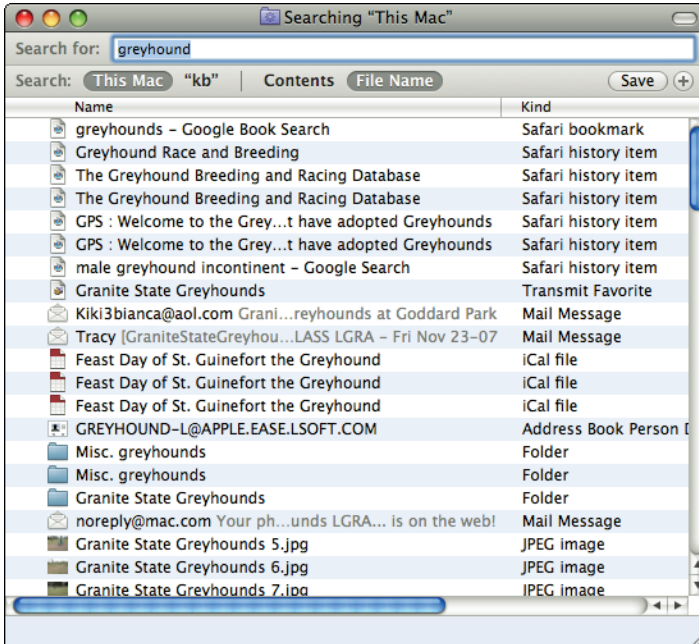 Searching “This Mac”
Search for: greyhound
Search: This Mac “kb” Contents File Name Save
Name Kind
greyhounds – Google Book Search Safari bookmark
Greyhound Race and Breeding Safari history item
The Greyhound Breeding and Racing Database Safari history item
The Greyhound Breeding and Racing Database Safari history item
GPS : Welcome to the Grey...t have adopted Greyhounds Safari history item
GPS : Welcome to the Grey...t have adopted Greyhounds Safari history item
male greyhound incontinent – Google Search Safari history item
Granite State Greyhounds Transmit Favorite
Kiki3bianca@aol.com Grani...reyhounds at Goddard Park Mail Message
Tracy [GraniteStateGreyhou...LASS LGRA – Fri Nov 23–07 Mail Message
Feast Day of St. Guinefort the Greyhound iCal file
Feast Day of St. Guinefort the Greyhound iCal file
Feast Day of St. Guinefort the Greyhound iCal file
GREYHOUND-L@APPLE.EASE.LSOFT.COM Address Book Person D
Misc. greyhounds Folder
Misc. greyhounds Folder
Granite State Greyhounds Folder
noreply@mac.com Your ph...unds LGRA... is on the web! Mail Message
Granite State Greyhounds 5.jpg JPEG image
Granite State Greyhounds 6.jpg JPEG image
Granite State Greyhounds 7.jpg JPEG image